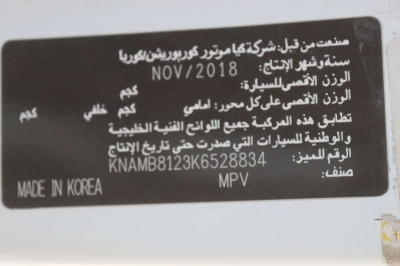 صنعت من قبل: شركة كيا موتور كوربوريشن/كوريا
سنة وشهر الإنتاج: NOV/2018
الوزن الأقصى للسيارة: كجم
الوزن الأقصى على كل محور: أمامي كجم خلفي كجم
تطابق هذه المركبة جميع اللوائح الفنية الخليجية
والوطنية للسيارات التي صدرت حتى تاريخ الإنتاج
الرقم المميز: KNAMB8123K6528834
صنف: MPV
MADE IN KOREA